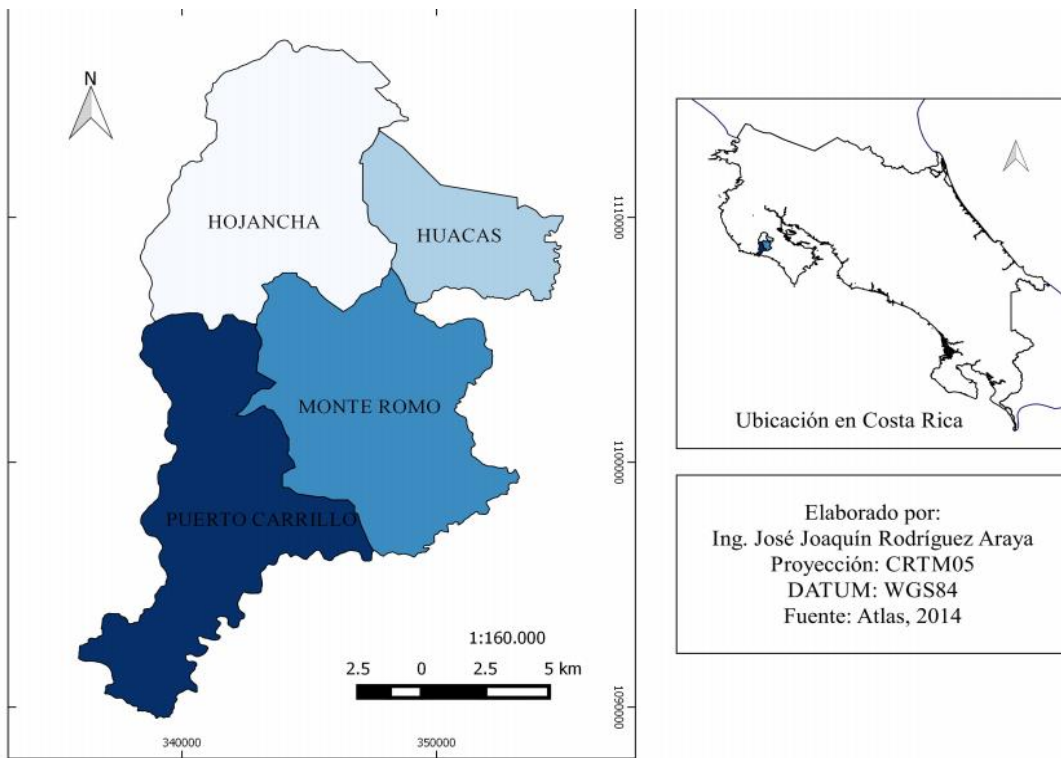 N
HOJANCHA
HUACAS
MONTE ROMO
PUERTO CARRILLO
1:160.000
2.5 0 2.5 5 km
340000
350000
1110000
1100000
1090000
Ubicación en Costa Rica
Elaborado por:
Ing. José Joaquín Rodríguez Araya
Proyección: CRTM05
DATUM: WGS84
Fuente: Atlas, 2014